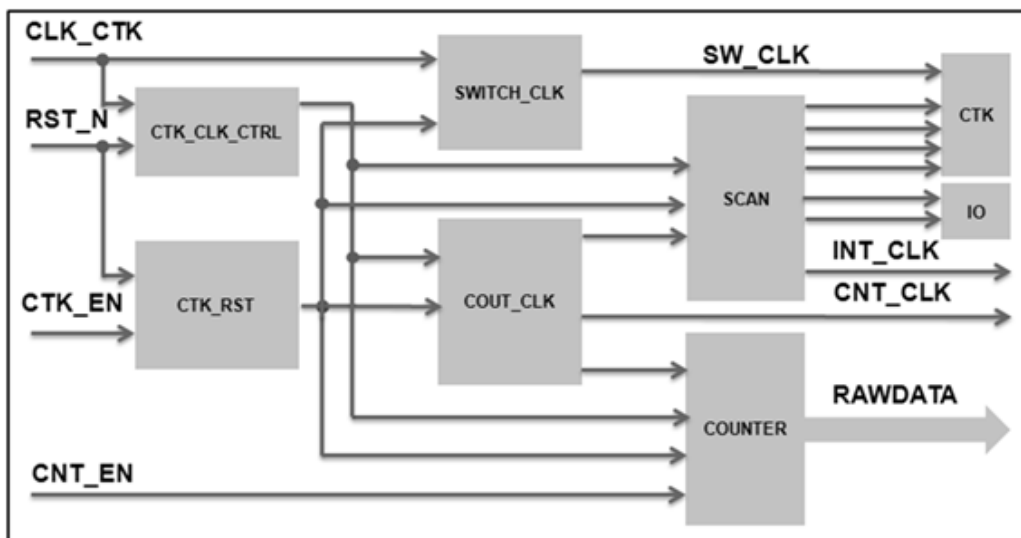 CLK_CTK
RST_N
CTK_EN
CNT_EN
CTK_CLK_CTRL
CTK_RST
SWITCH_CLK
COUT_CLK
SCAN
COUNTER
SW_CLK
CTK
IO
INT_CLK
CNT_CLK
RAWDATA